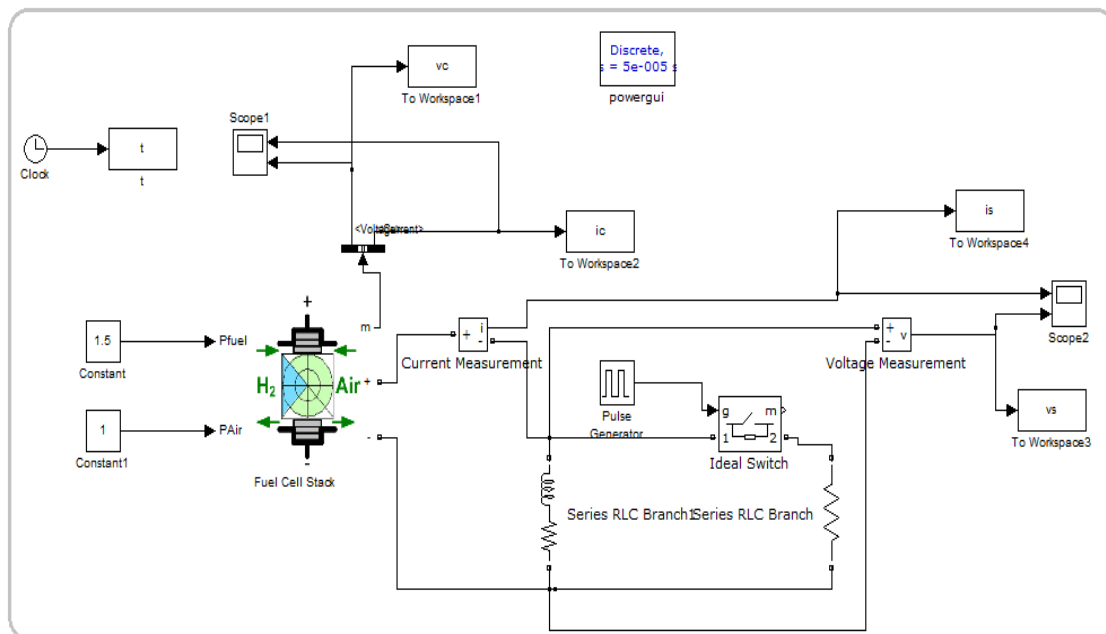 Discrete,
s = 5e-005 s
powergui
vc
To Workspace1
Scope1
Clock
t
t
is
To Workspace4
ic
To Workspace2
+
m
1.5
Constant
Pfuel
H2
Air
+
+
i
-
Current Measurement
+
-
v
Voltage Measurement
Scope2
Pulse
Generator
g
m
1
2
Ideal Switch
vs
To Workspace3
1
Constant1
PAir
-
-
Fuel Cell Stack
Series RLC Branch1
Series RLC Branch